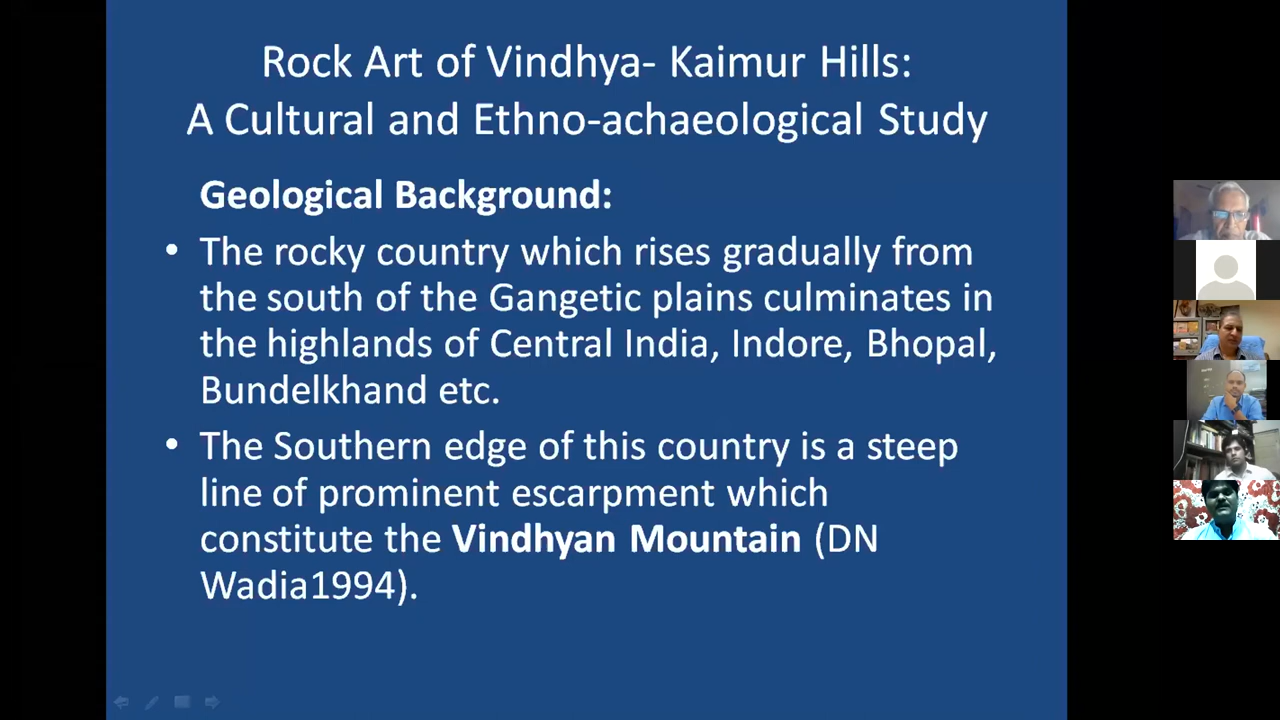 Rock Art of Vindhya- Kaimur Hills:
A Cultural and Ethno-achaeological Study
Geological Background:
• The rocky country which rises gradually from
the south of the Gangetic plains culminates in
the highlands of Central India, Indore, Bhopal,
Bundelkhand etc.
• The Southern edge of this country is a steep
line of prominent escarpment which
constitute the Vindhyan Mountain (DN
Wadia1994).